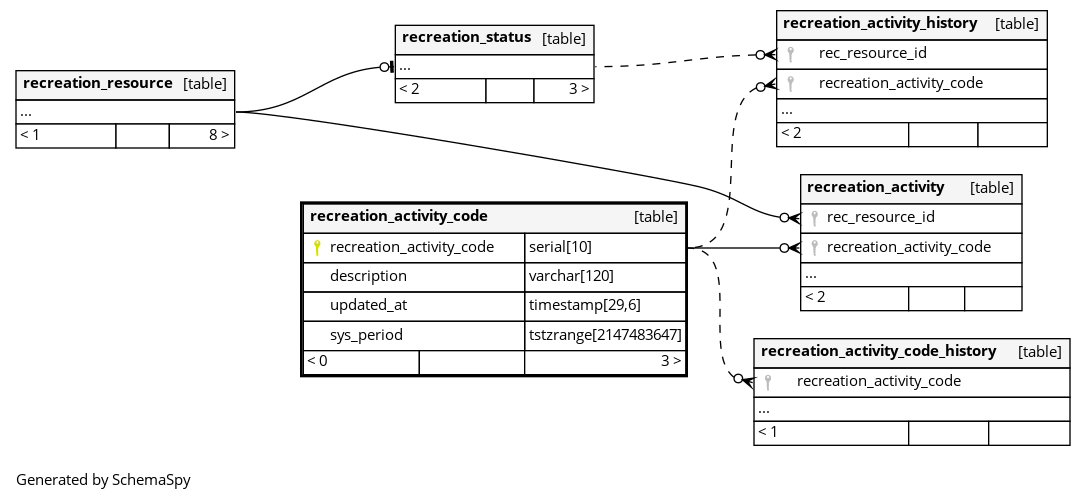 recreation_resource [table]
...
< 1 8 >
recreation_status [table]
...
< 2 3 >
recreation_activity_history [table]
rec_resource_id
recreation_activity_code
...
< 2
recreation_activity [table]
rec_resource_id
recreation_activity_code
...
< 2
recreation_activity_code [table]
recreation_activity_code serial[10]
description varchar[120]
updated_at timestamp[29,6]
sys_period tstzrange[2147483647]
< 0 3 >
recreation_activity_code_history [table]
recreation_activity_code
...
< 1
Generated by SchemaSpy